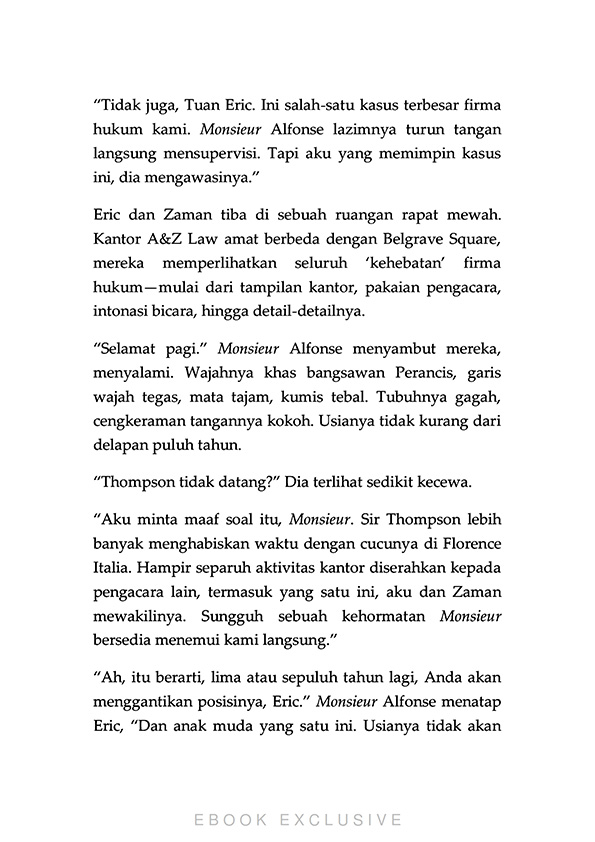 “Tidak juga, Tuan Eric. Ini salah-satu kasus terbesar firma
hukum kami. Monsieur Alfonse lazimnya turun tangan
langsung mensupervisi. Tapi aku yang memimpin kasus
ini, dia mengawasinya.”
Eric dan Zaman tiba di sebuah ruangan rapat mewah.
Kantor A&Z Law amat berbeda dengan Belgrave Square,
mereka memperlihatkan seluruh ‘kehebatan’ firma
hukum—mulai dari tampilan kantor, pakaian pengacara,
intonasi bicara, hingga detail-detailnya.
“Selamat pagi.” Monsieur Alfonse menyambut mereka,
menyalami. Wajahnya khas bangsawan Perancis, garis
wajah tegas, mata tajam, kumis tebal. Tubuhnya gagah,
cengkeraman tangannya kokoh. Usianya tidak kurang dari
delapan puluh tahun.
“Thompson tidak datang?” Dia terlihat sedikit kecewa.
“Aku minta maaf soal itu, Monsieur. Sir Thompson lebih
banyak menghabiskan waktu dengan cucunya di Florence
Italia. Hampir separuh aktivitas kantor diserahkan kepada
pengacara lain, termasuk yang satu ini, aku dan Zaman
mewakilinya. Sungguh sebuah kehormatan Monsieur
bersedia menemui kami langsung.”
“Ah, itu berarti, lima atau sepuluh tahun lagi, Anda akan
menggantikan posisinya, Eric.” Monsieur Alfonse menatap
Eric, “Dan anak muda yang satu ini. Usianya tidak akan
EBOOK EXCLUSIVE